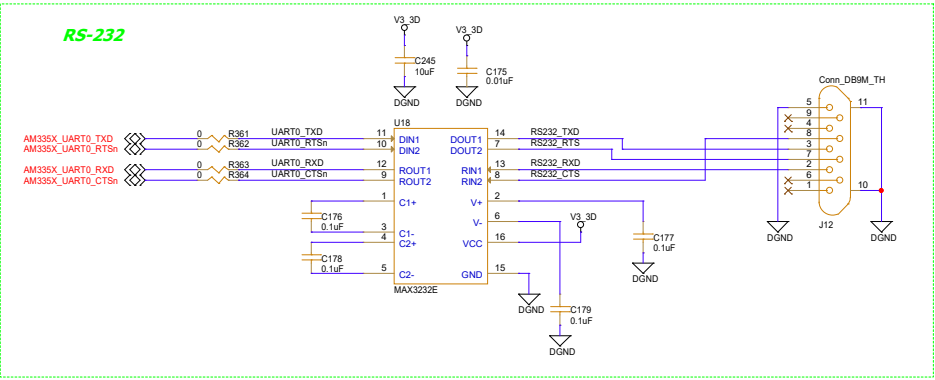 RS-232
V3_3D
C245
10uF
DGND
V3_3D
C175
0.01uF
DGND
Conn_DB9M_TH
5
9
4
8
3
7
2
6
1
11
10
J12
DGND
DGND
AM335X_UART0_TXD
AM335X_UART0_RTSn
AM335X_UART0_RXD
AM335X_UART0_CTSn
0
R361
0
R362
0
R363
0
R364
UART0_TXD
UART0_RTSn
UART0_RXD
UART0_CTSn
U18
11
DIN1
10
DIN2
12
ROUT1
9
ROUT2
1
C1+
3
C1-
4
C2+
5
C2-
DOUT1
14
DOUT2
7
RIN1
13
RIN2
8
V+
2
V-
6
VCC
16
GND
15
MAX3232E
RS232_TXD
RS232_RTS
RS232_RXD
RS232_CTS
C176
0.1uF
C178
0.1uF
V3_3D
C177
0.1uF
DGND
DGND
C179
0.1uF
DGND